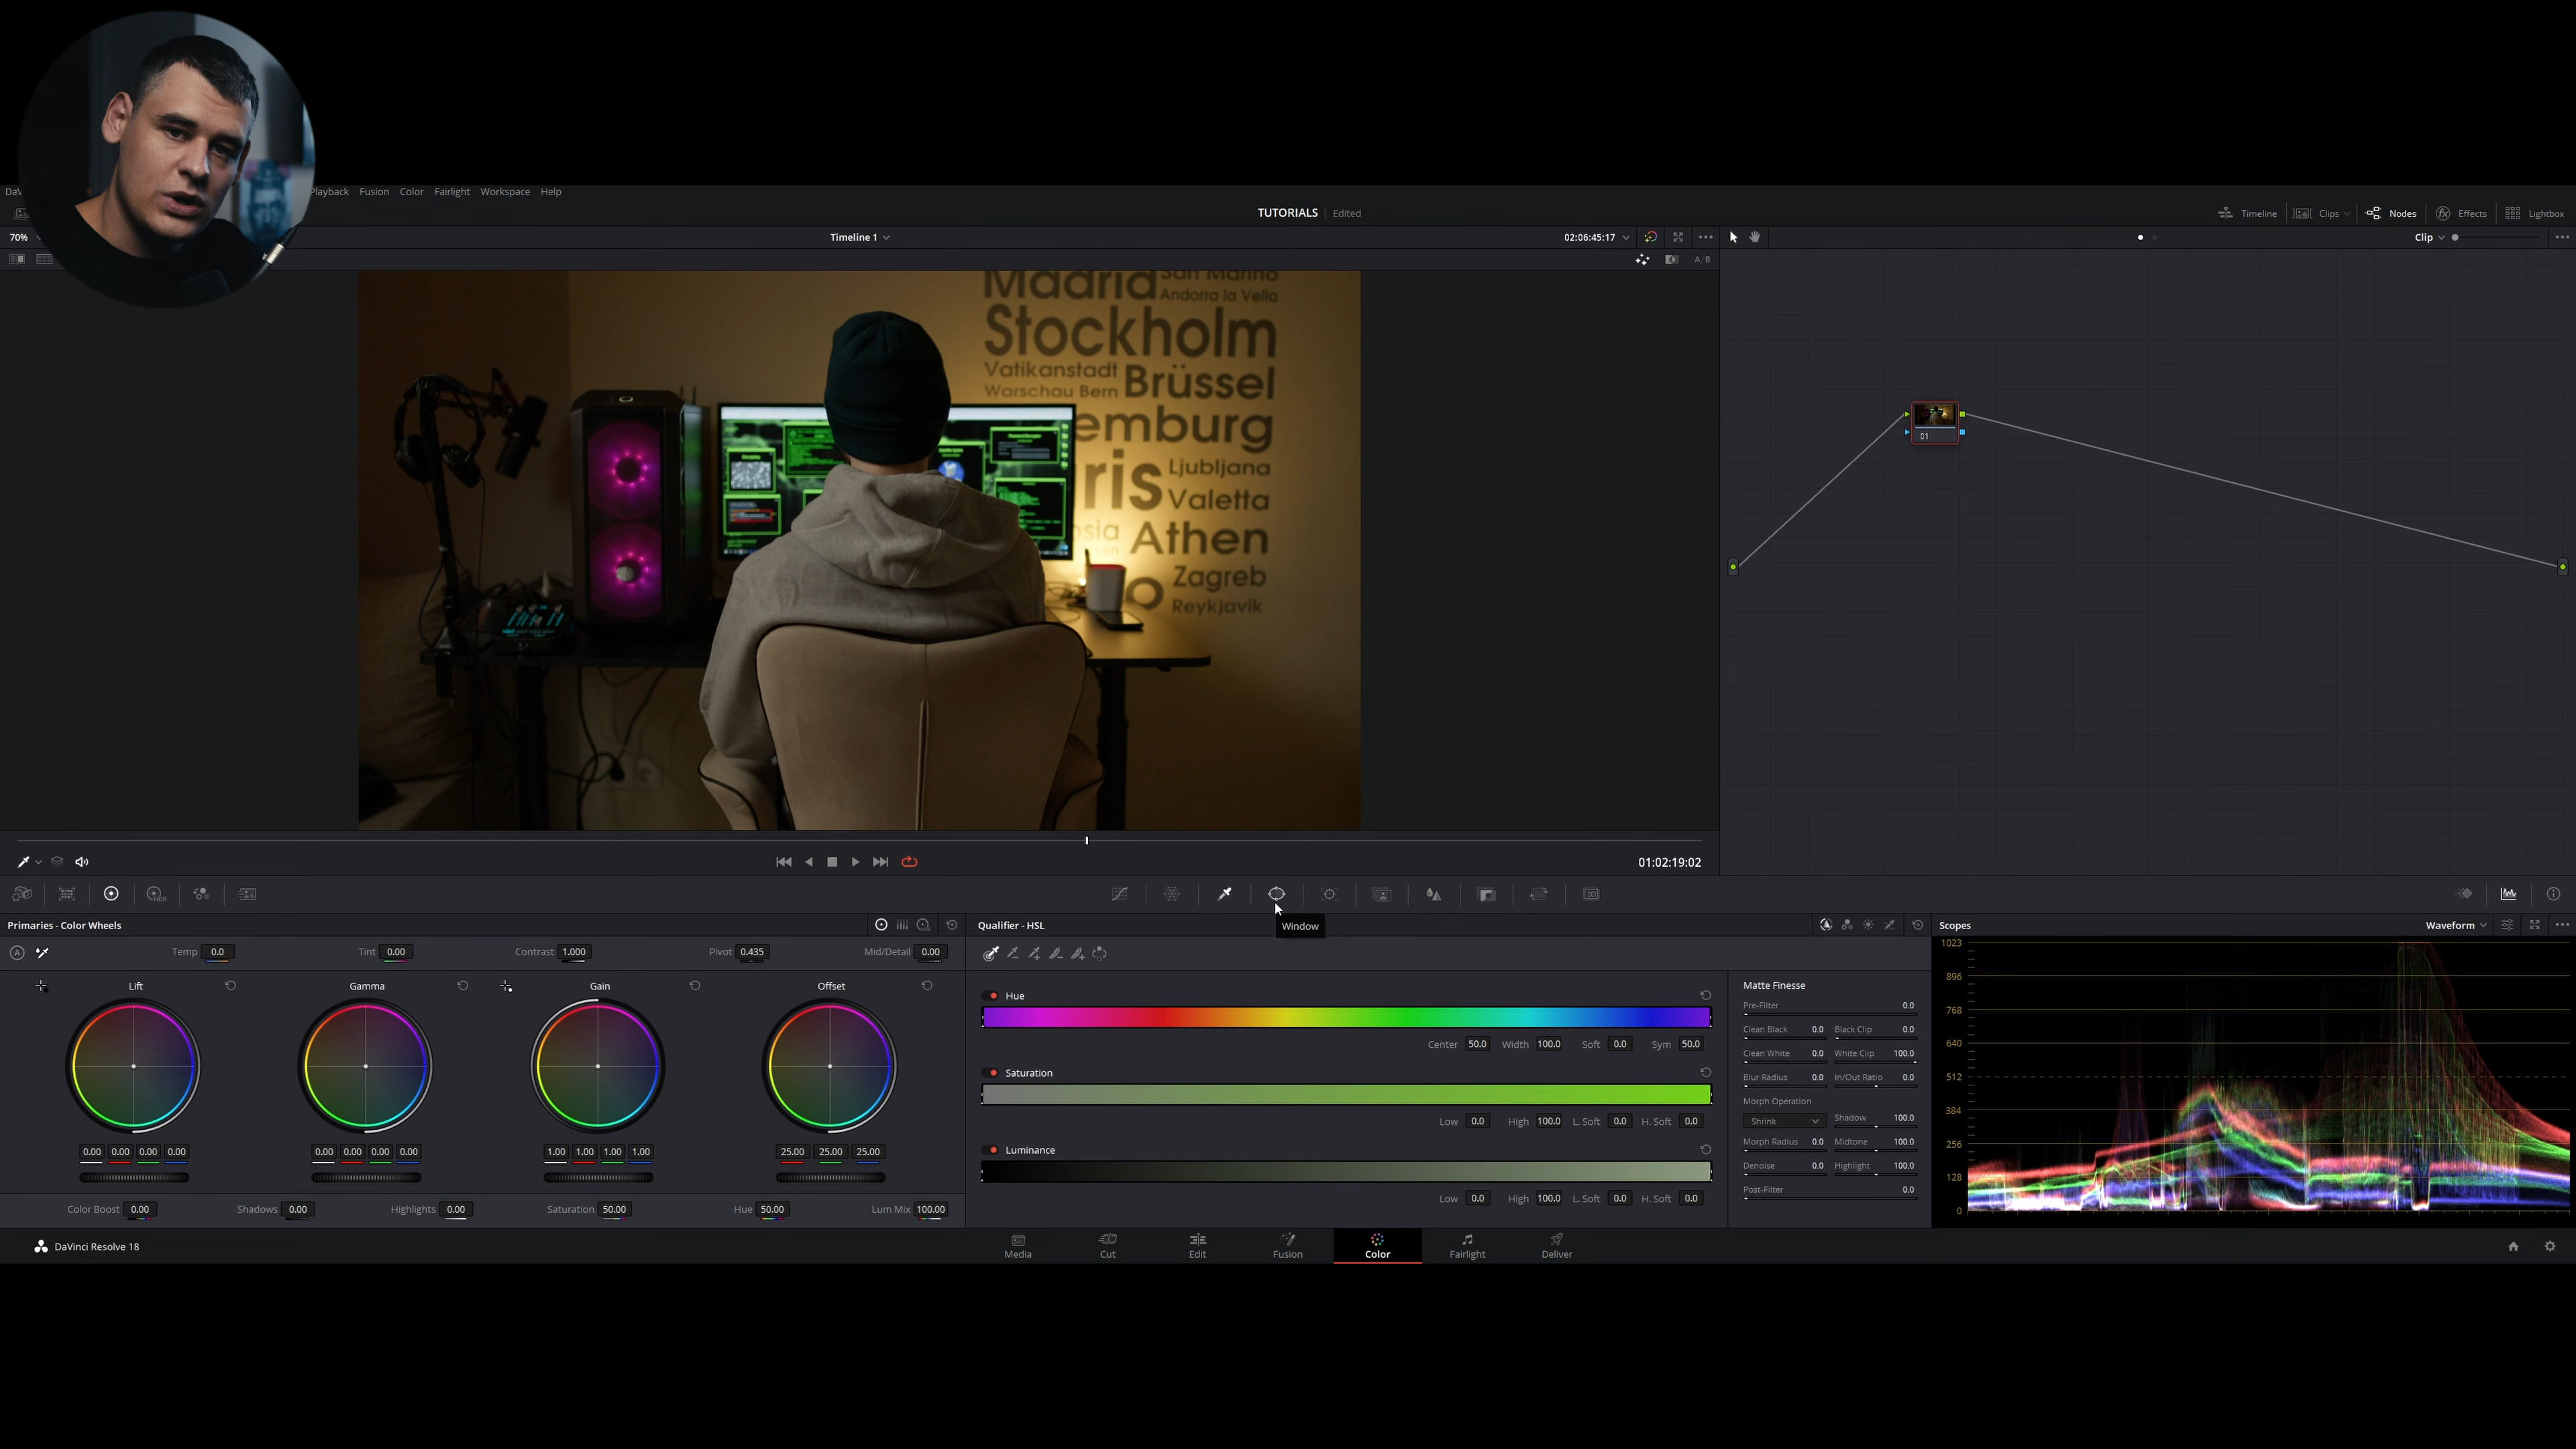 DaV
Playback Fusion Color Fairlight Workspace Help
TUTORIALS Edited
Timeline Clips Nodes Effects Lightbox
70% Timeline 1 02:06:45:17 Clip
A/B
Madrid San Marino
Andorra la Vella
Stockholm
Vatikanstadt
Warschau Bern Brüssel
emburg
ris Ljubljana
Valetta
osia Athen
Zagreb
O Reykjavik
01
01:02:19:02
HDR
3D
Window
Primaries - Color Wheels
Temp 0.0 Tint 0.00 Contrast 1.000 Pivot 0.435 Mid/Detail 0.00
A
Lift Gamma Gain Offset
0.00 0.00 0.00 0.00 0.00 0.00 0.00 0.00 1.00 1.00 1.00 1.00 25.00 25.00 25.00
Color Boost 0.00 Shadows 0.00 Highlights 0.00 Saturation 50.00 Hue 50.00 Lum Mix 100.00
Qualifier - HSL
Hue
Center 50.0 Width 100.0 Soft 0.0 Sym 50.0
Saturation
Low 0.0 High 100.0 L. Soft 0.0 H. Soft 0.0
Luminance
Low 0.0 High 100.0 L. Soft 0.0 H. Soft 0.0
Matte Finesse
Pre-Filter 0.0
Clean Black 0.0 Black Clip 0.0
Clean White 0.0 White Clip 100.0
Blur Radius 0.0 In/Out Ratio 0.0
Morph Operation
Shrink Shadow 100.0
Morph Radius 0.0 Midtone 100.0
Denoise 0.0 Highlight 100.0
Post-Filter 0.0
Scopes Waveform
1023
896
768
640
512
384
256
128
0
DaVinci Resolve 18
Media Cut Edit Fusion Color Fairlight Deliver